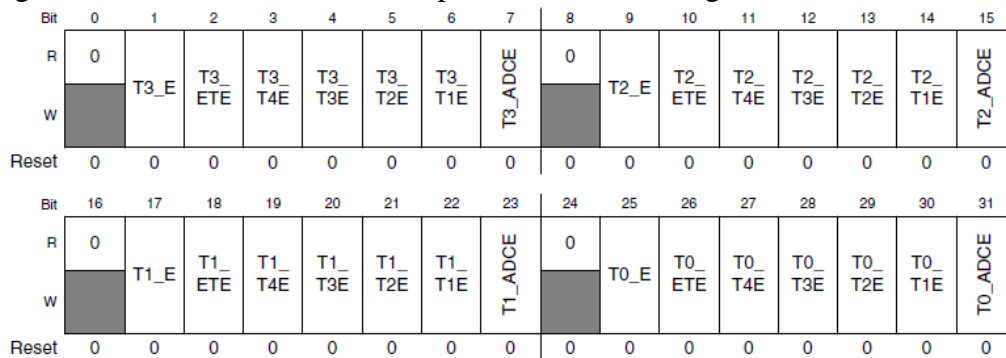 Bit 0 1 2 3 4 5 6 7 8 9 10 11 12 13 14 15
R 0 T3_E T3_ETE T3_T4E T3_T3E T3_T2E T3_T1E T3_ADCE 0 T2_E T2_ETE T2_T4E T2_T3E T2_T2E T2_T1E T2_ADCE
W
Reset 0 0 0 0 0 0 0 0 0 0 0 0 0 0 0 0
Bit 16 17 18 19 20 21 22 23 24 25 26 27 28 29 30 31
R 0 T1_E T1_ETE T1_T4E T1_T3E T1_T2E T1_T1E T1_ADCE 0 T0_E T0_ETE T0_T4E T0_T3E T0_T2E T0_T1E T0_ADCE
W
Reset 0 0 0 0 0 0 0 0 0 0 0 0 0 0 0 0